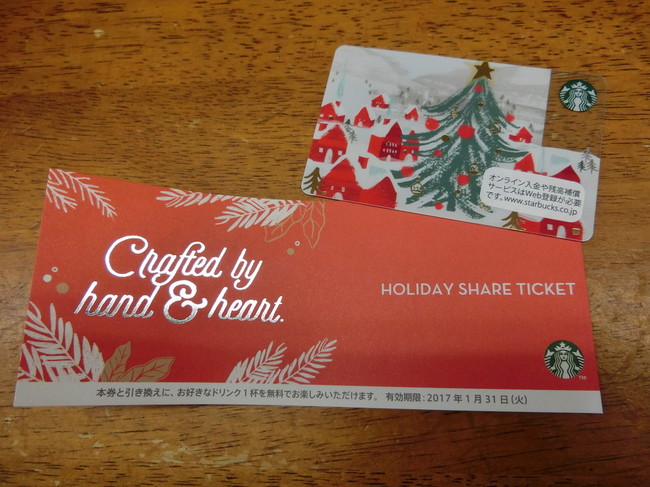 オンライン入金や残高補償
サービスはWeb登録が必要
です。www.starbucks.co.jp
Crafted by
hand & heart.
HOLIDAY SHARE TICKET
TM
本券と引き換えに、お好きなドリンク1杯を無料でお楽しみいただけます。 有効期限:2017年1月31日(火)